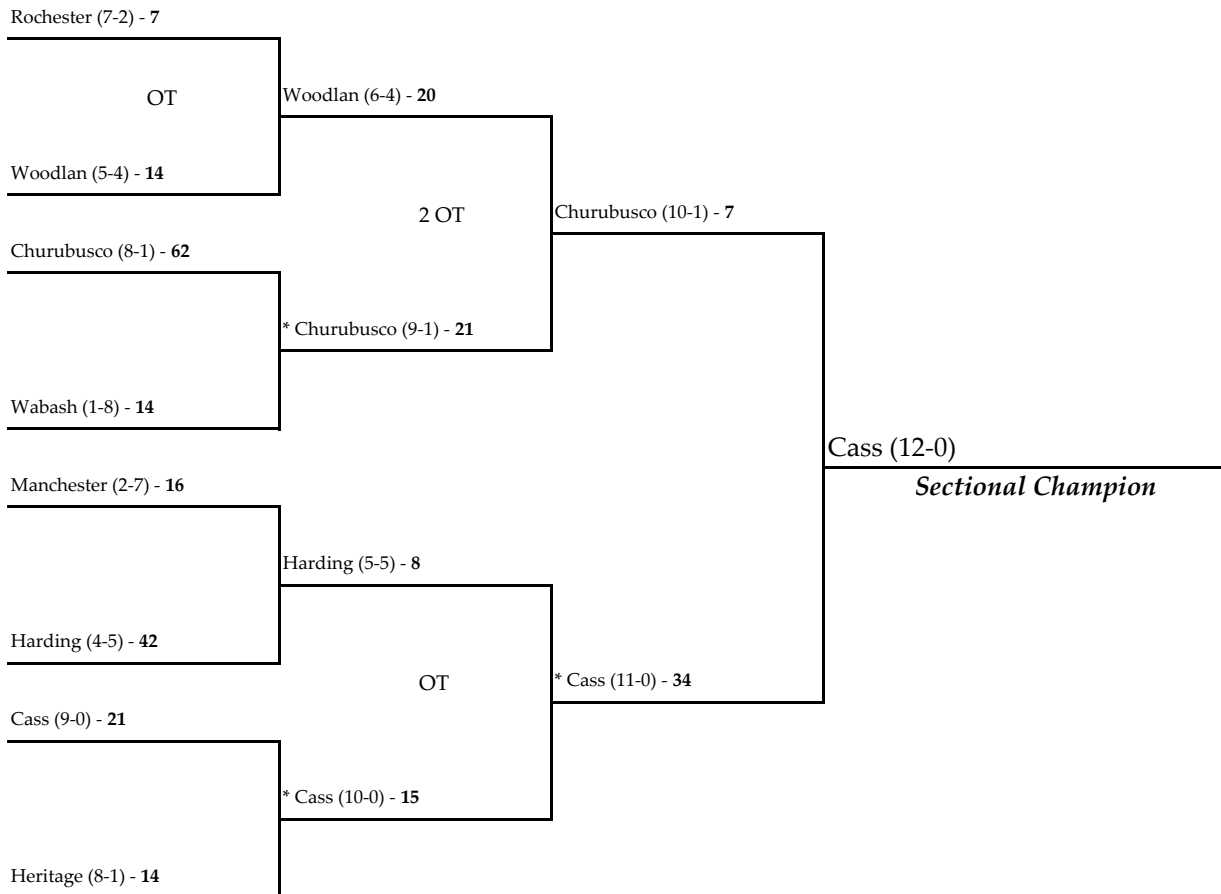 Rochester (7-2) - 7
OT
Woodlan (6-4) - 20
Woodlan (5-4) - 14
2 OT
Churubusco (10-1) - 7
Churubusco (8-1) - 62
* Churubusco (9-1) - 21
Wabash (1-8) - 14
Cass (12-0)
Sectional Champion
Manchester (2-7) - 16
Harding (5-5) - 8
Harding (4-5) - 42
OT
* Cass (11-0) - 34
Cass (9-0) - 21
* Cass (10-0) - 15
Heritage (8-1) - 14